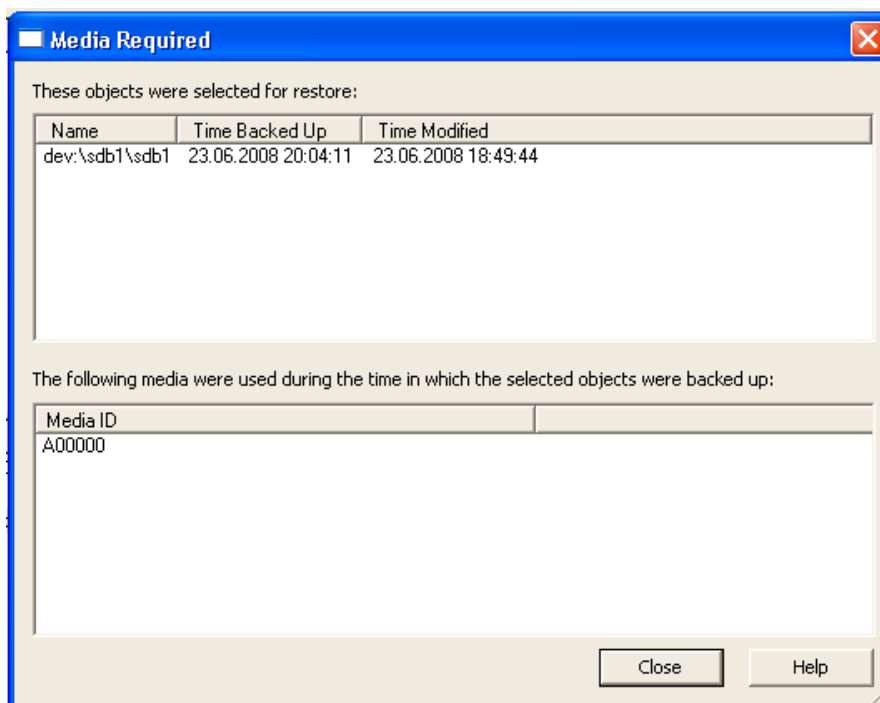 Media Required
These objects were selected for restore:
Name Time Backed Up Time Modified
dev:\sdb1\sdb1 23.06.2008 20:04:11 23.06.2008 18:49:44
The following media were used during the time in which the selected objects were backed up:
Media ID
A00000
Close Help